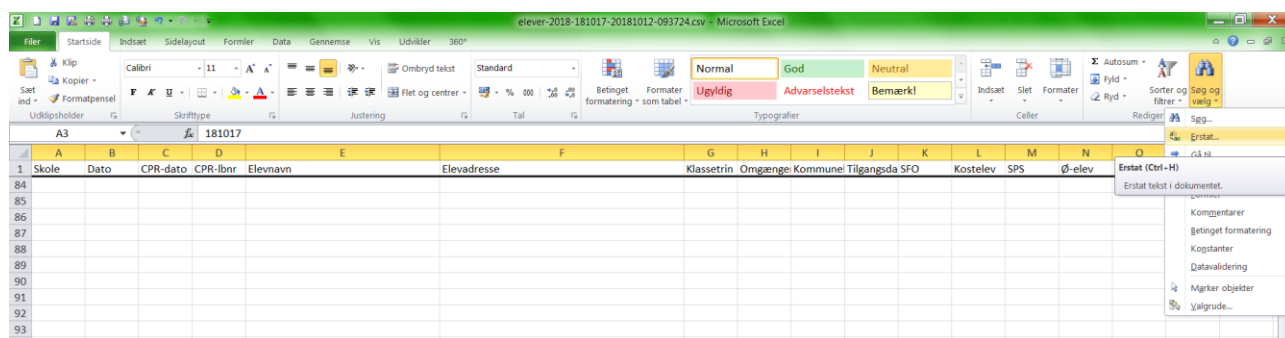 elever-2018-181017-20181012-093724.csv - Microsoft Excel
Filer Startside Indsæt Sidelayout Formler Data Gennemse Vis Udvikler 360°
Sæt ind
Klip
Kopier
Formatpensel
Udklipsholder
Calibri 11
F K U
Skrifttype
Ombryd tekst
Flet og centrer
Justering
Standard
% 000
Tal
Betinget formatering
Formater som tabel
Normal God Neutral
Ugyldig Advarselstekst Bemærk!
Typografier
Indsæt Slet Formater
Celler
Σ Autosum
Fyld
Ryd
Sorter og filtrer
Søg og vælg
Rediger
A3 fx 181017
A B C D E F G H I J K L M N O
1 Skole Dato CPR-dato CPR-lbnr Elevnavn Elevadresse Klassetrin Omgænge Kommunel Tilgangsda SFO Kostelev SPS Ø-elev
84
85
86
87
88
89
90
91
92
93
Søg...
Erstat...
Gå til
Erstat (Ctrl+H)
Erstat tekst i dokumentet.
Formler
Kommentarer
Betinget formatering
Konstanter
Datavalidering
Marker objekter
Valgrude...